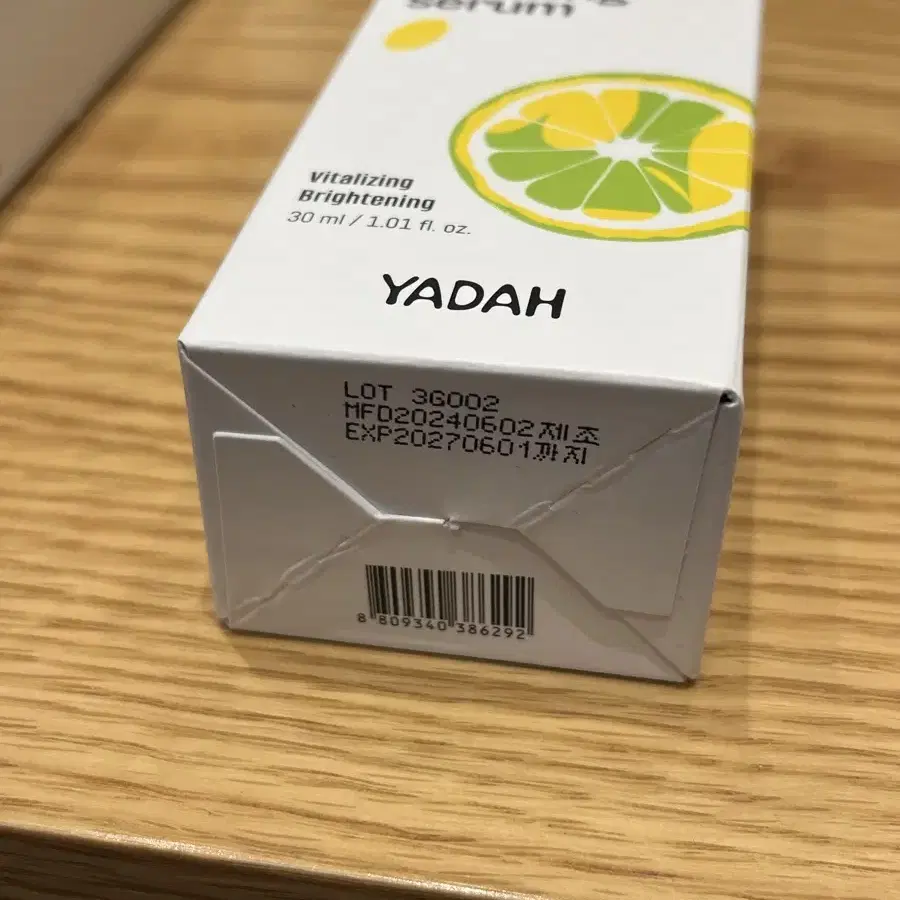 serum
Vitalizing
Brightening
30 ml / 1.01 fl. oz.
YADAH
LOT 3G002
MFD20240602제조
EXP20270601까지
8 809340 386292